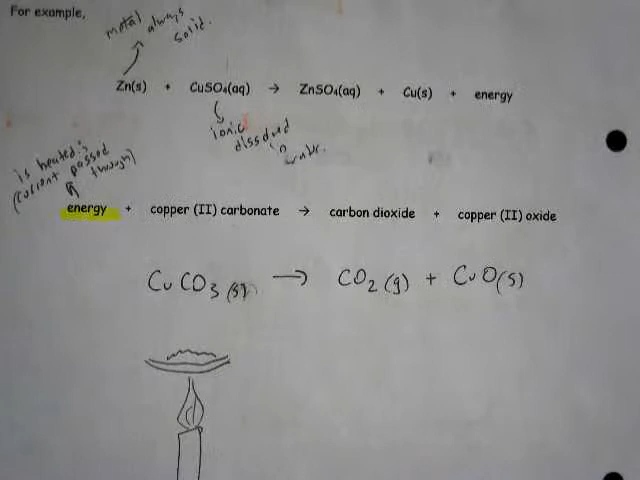 For example,
metal always
solid.
Zn(s) + CuSO4(aq) → ZnSO4(aq) + Cu(s) + energy
ionic
dissolved
in
water.
is heated;
(current passed
through)
energy + copper (II) carbonate → carbon dioxide + copper (II) oxide
CuCO3 (s) → CO2 (g) + CuO(s)